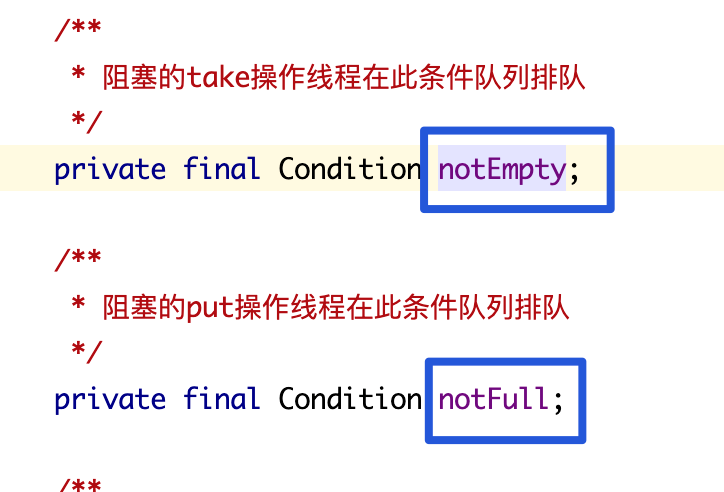 /**
* 阻塞的take操作线程在此条件队列排队
*/
private final Condition notEmpty;
/**
* 阻塞的put操作线程在此条件队列排队
*/
private final Condition notFull;
/**